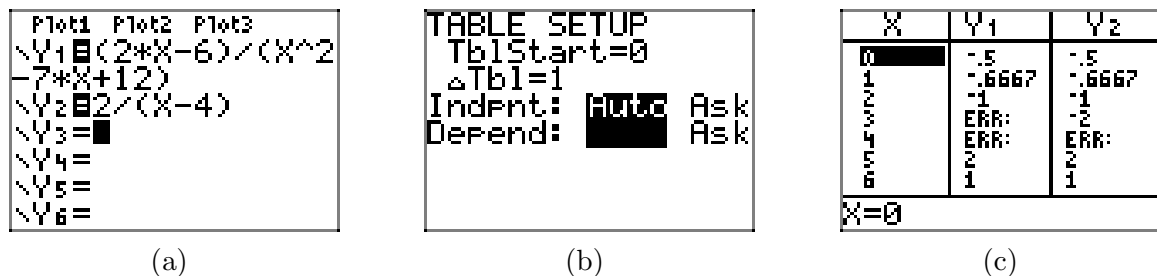 Plot1 Plot2 Plot3
\Y1=(2*X-6)/(X^2
-7*X+12)
\Y2=2/(X-4)
\Y3=
\Y4=
\Y5=
\Y6=
(a)
TABLE SETUP
TblStart=0
△Tbl=1
Indpnt: Auto Ask
Depend: Ask
(b)
X Y1 Y2
0 -.5 -.5
1 -.6667 -.6667
2 -1 -1
3 ERR: -2
4 ERR: ERR:
5 2 2
6 1 1
X=0
(c)